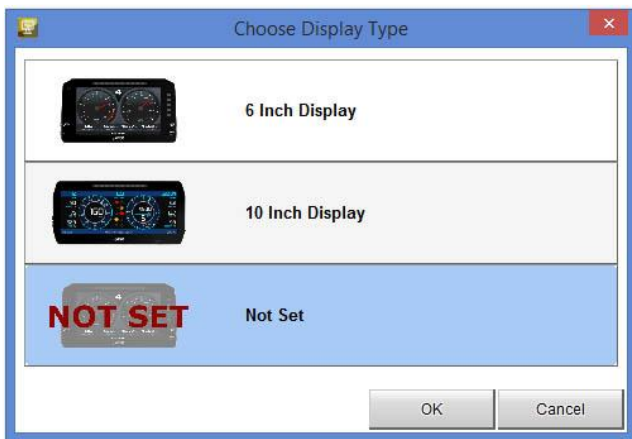 Choose Display Type
6 Inch Display
10 Inch Display
NOT SET
Not Set
OK
Cancel